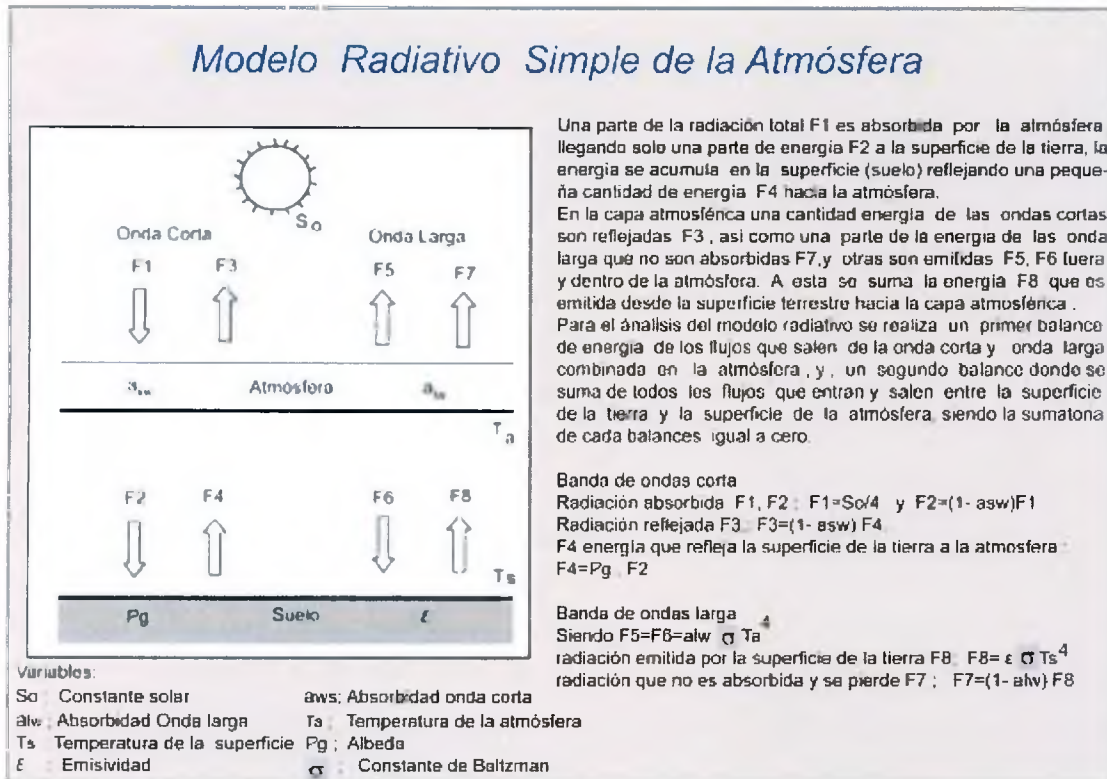 Modelo Radiativo Simple de la Atmósfera
So
Onda Corta Onda Larga
F1 F3 F5 F7
asw Atmósfera alw
Ta
F2 F4 F6 F8
Ts
Pg Suelo ε
Una parte de la radiación total F1 es absorbida por la atmósfera
llegando solo una parte de energía F2 a la superficie de la tierra, la
energía se acumula en la superficie (suelo) reflejando una peque-
ña cantidad de energía F4 hacia la atmósfera.
En la capa atmosférica una cantidad energía de las ondas cortas
son reflejadas F3 , asi como una parte de la energia de las onda
larga que no son absorbidas F7,y otras son emitidas F5, F6 fuera
y dentro de la atmósfera. A esta se suma la energía F8 que es
emitida desde la superficie terrestre hacia la capa atmosférica .
Para el ánalisis del modelo radiativo se realiza un primer balance
de energia de los flujos que salen de la onda corta y onda larga
combinada en la atmósfera , y , un segundo balance donde se
suma de todos los flujos que entran y salen entre la superficie
de la tierra y la superficie de la atmósfera siendo la sumatoria
de cada balances igual a cero.
Banda de ondas corta
Radiación absorbida F1, F2 : F1=So/4 y F2=(1- asw)F1
Radiación reflejada F3 : F3=(1- asw) F4
F4 energía que refleja la superficie de la tierra a la atmosfera :
F4=Pg . F2
Banda de ondas larga
Siendo F5=F6=alw σ Ta⁴
radiación emitida por la superficie de la tierra F8: F8= ε σ Ts⁴
radiación que no es absorbida y se pierde F7 ; F7=(1- alw) F8
Variables:
So : Constante solar aws; Absorbidad onda corta
alw : Absorbidad Onda larga Ta : Temperatura de la atmósfera
Ts Temperatura de la superficie Pg ; Albeda
ε : Emisividad σ : Constante de Baltzman